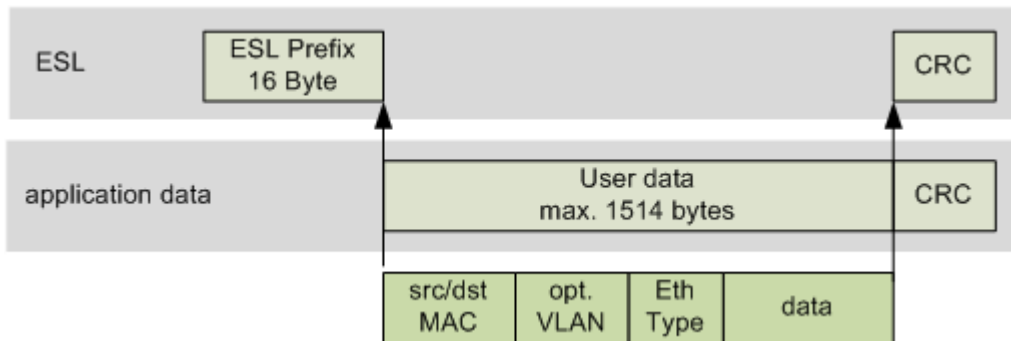 ESL
ESL Prefix
16 Byte
CRC
application data
User data
max. 1514 bytes
CRC
src/dst
MAC
opt.
VLAN
Eth
Type
data